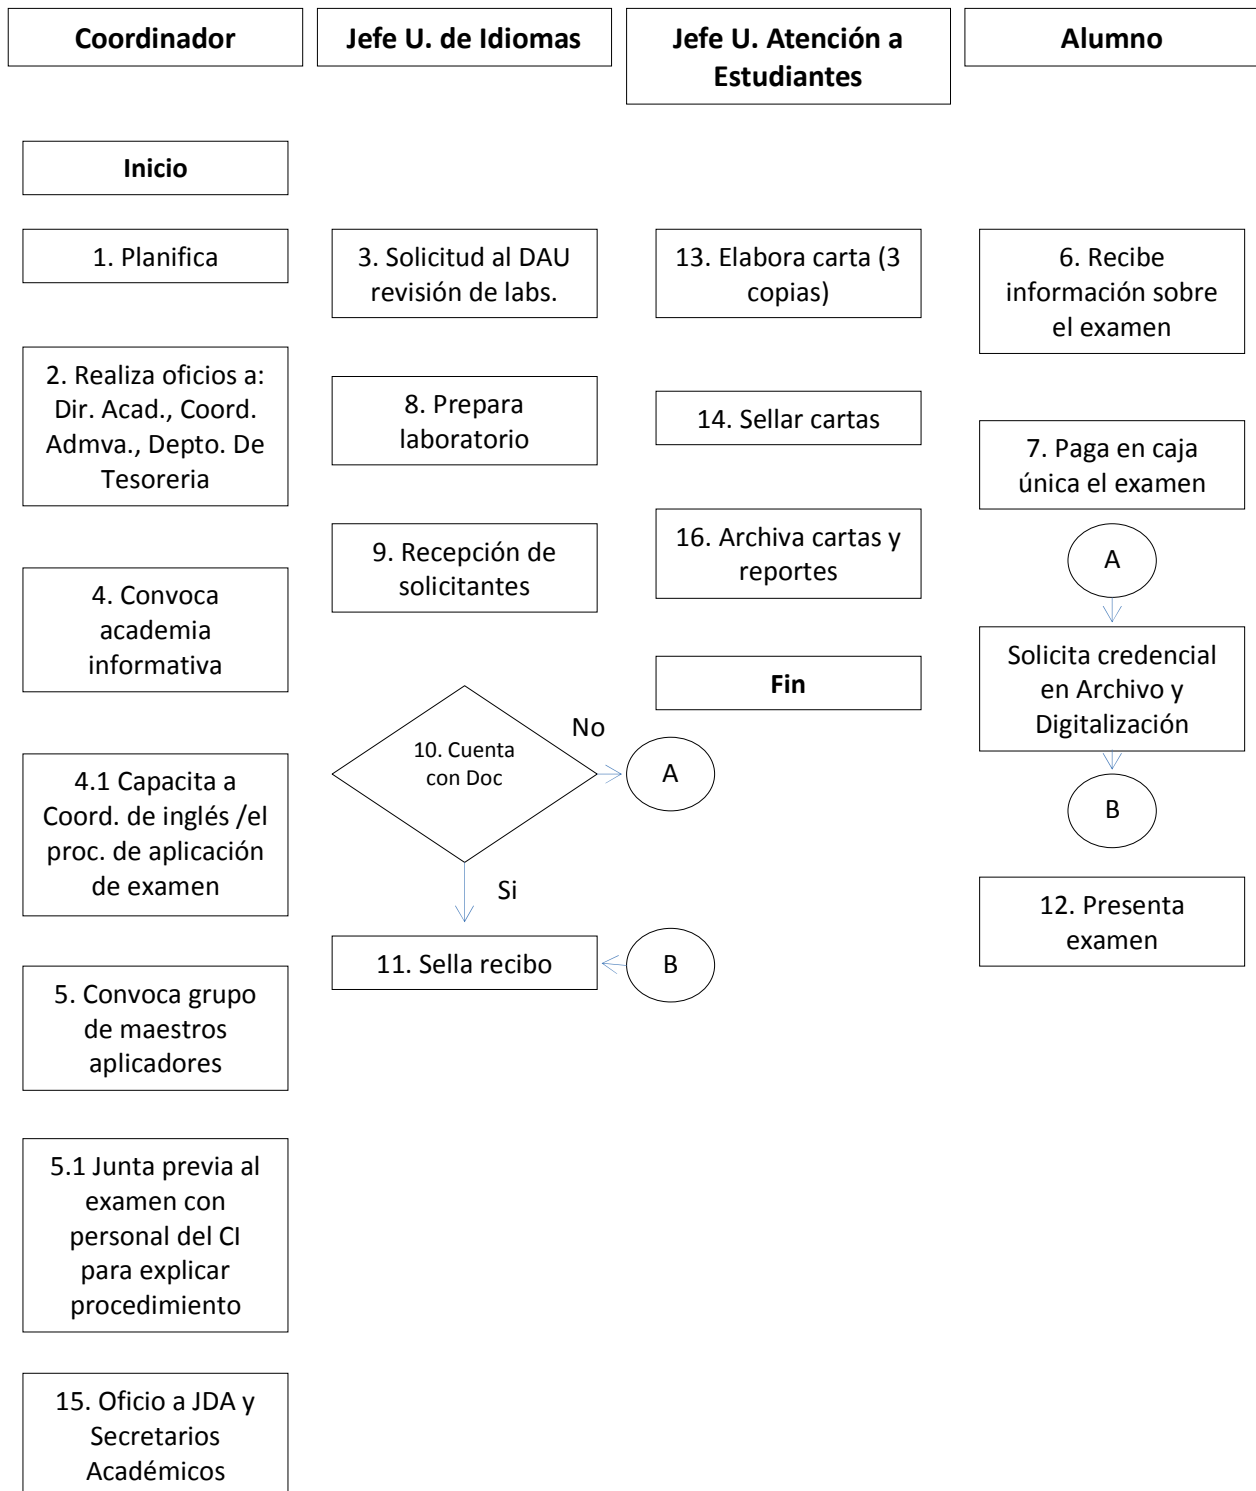 Coordinador
Jefe U. de Idiomas
Jefe U. Atención a
Estudiantes
Alumno
Inicio
1. Planifica
2. Realiza oficios a:
Dir. Acad., Coord.
Admva., Depto. De
Tesoreria
4. Convoca
academia
informativa
4.1 Capacita a
Coord. de inglés /el
proc. de aplicación
de examen
5. Convoca grupo
de maestros
aplicadores
5.1 Junta previa al
examen con
personal del CI
para explicar
procedimiento
15. Oficio a JDA y
Secretarios
Académicos
3. Solicitud al DAU
revisión de labs.
8. Prepara
laboratorio
9. Recepción de
solicitantes
10. Cuenta
con Doc
No
A
Si
11. Sella recibo
B
13. Elabora carta (3
copias)
14. Sellar cartas
16. Archiva cartas y
reportes
Fin
6. Recibe
información sobre
el examen
7. Paga en caja
única el examen
A
Solicita credencial
en Archivo y
Digitalización
B
12. Presenta
examen